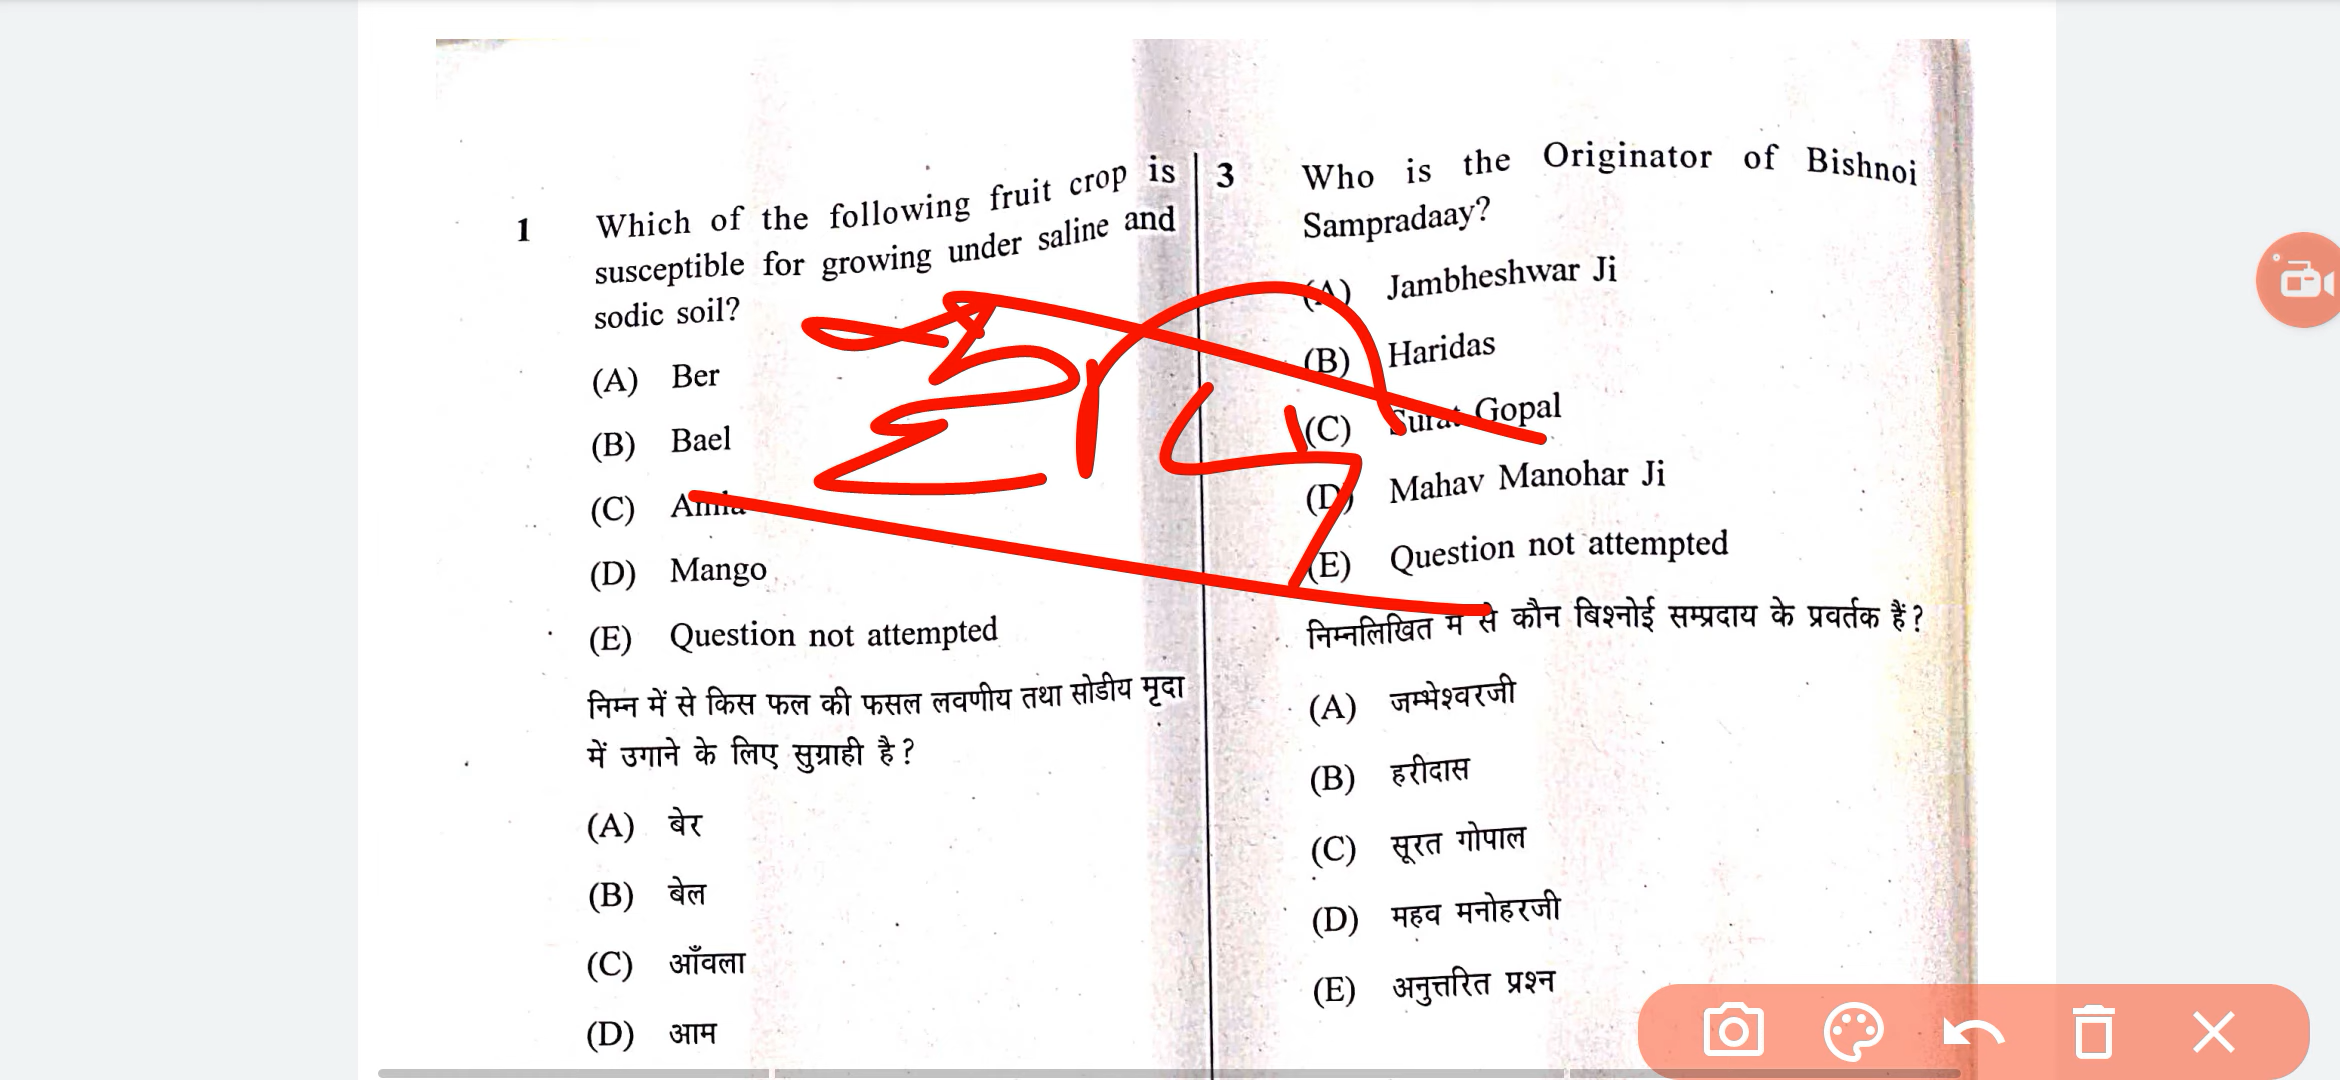 1 Which of the following fruit crop is
susceptible for growing under saline and
sodic soil?
(A) Ber
(B) Bael
(C) Amla
(D) Mango
(E) Question not attempted
निम्न में से किस फल की फसल लवणीय तथा सोडीय मृदा
में उगाने के लिए सुग्राही है?
(A) बेर
(B) बेल
(C) आँवला
(D) आम
3 Who is the Originator of Bishnoi
Sampradaay?
(A) Jambheshwar Ji
(B) Haridas
(C) Surat Gopal
(D) Mahav Manohar Ji
(E) Question not attempted
निम्नलिखित में से कौन बिश्नोई सम्प्रदाय के प्रवर्तक हैं?
(A) जम्भेश्वरजी
(B) हरीदास
(C) सूरत गोपाल
(D) महव मनोहरजी
(E) अनुत्तरित प्रश्न